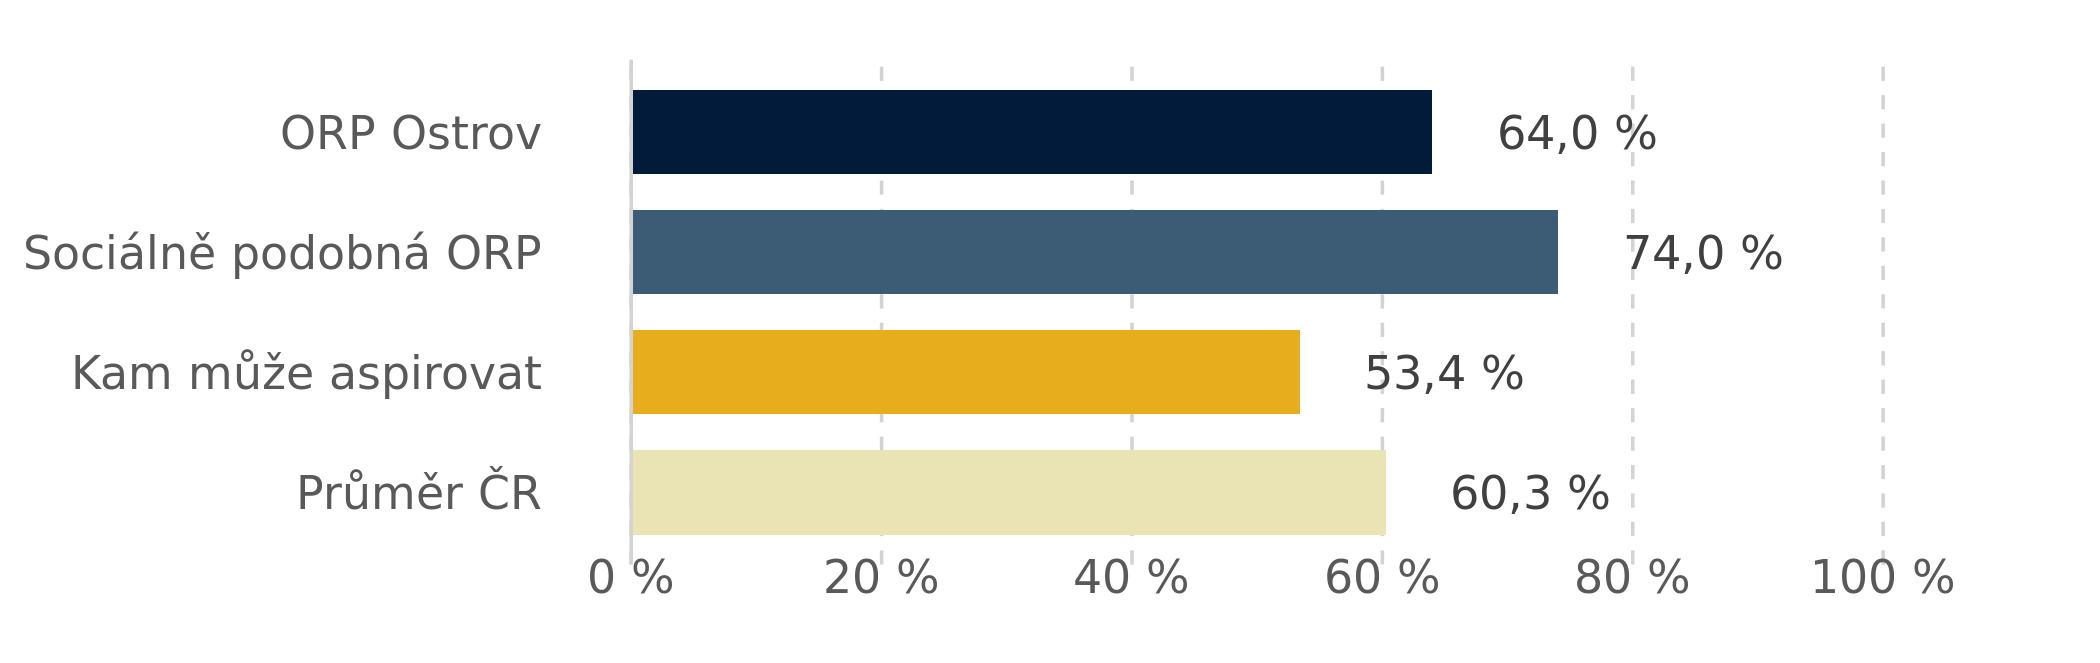 ORP Ostrov 64,0 %
Sociálně podobná ORP 74,0 %
Kam může aspirovat 53,4 %
Průměr ČR 60,3 %
0 % 20 % 40 % 60 % 80 % 100 %